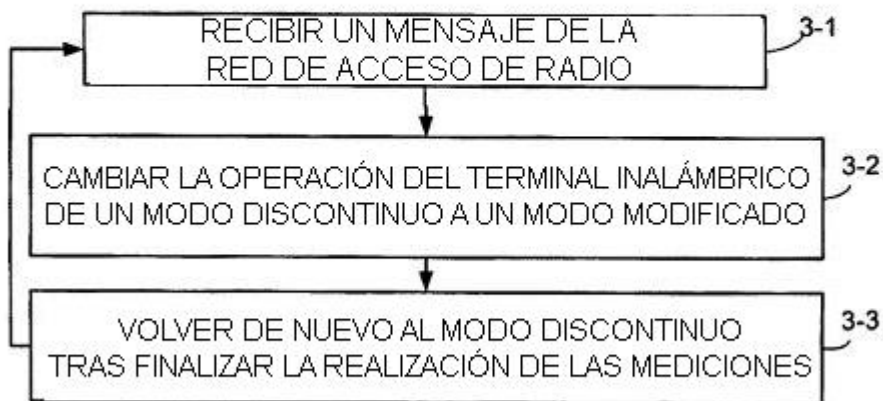 RECIBIR UN MENSAJE DE LA
RED DE ACCESO DE RADIO
3-1
CAMBIAR LA OPERACIÓN DEL TERMINAL INALÁMBRICO
DE UN MODO DISCONTINUO A UN MODO MODIFICADO
3-2
VOLVER DE NUEVO AL MODO DISCONTINUO
TRAS FINALIZAR LA REALIZACIÓN DE LAS MEDICIONES
3-3